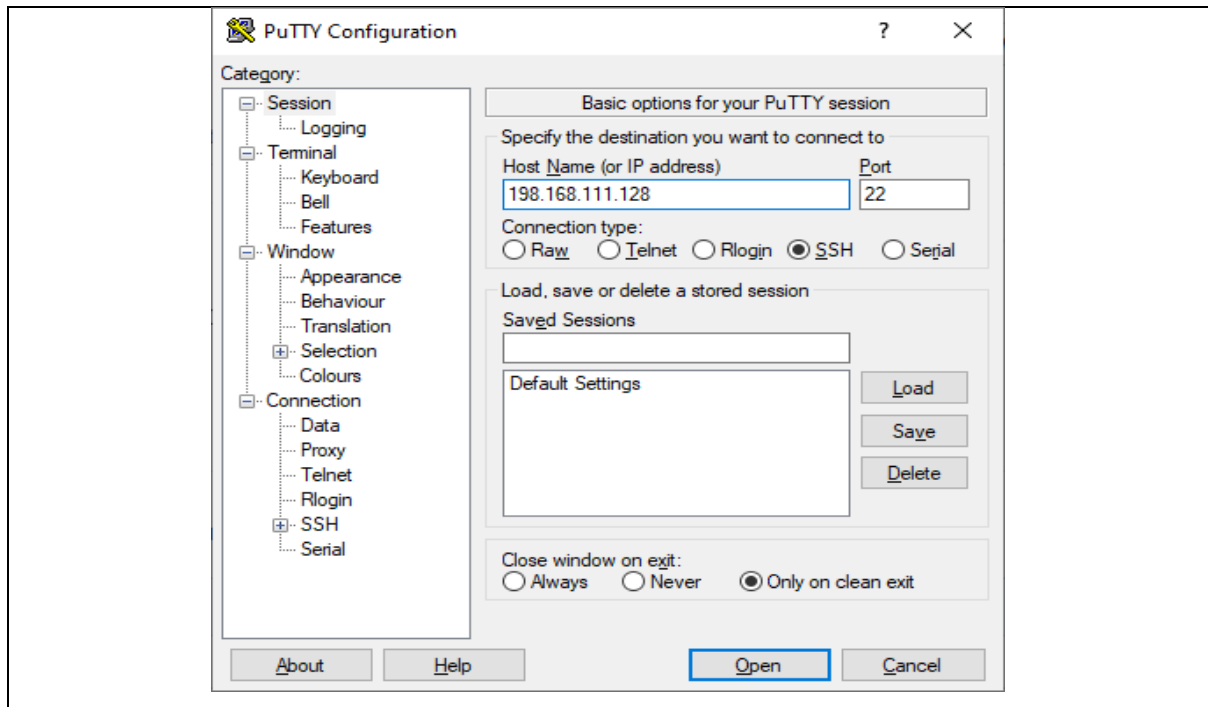 PuTTY Configuration
?
Category:
Session
Logging
Terminal
Keyboard
Bell
Features
Window
Appearance
Behaviour
Translation
Selection
Colours
Connection
Data
Proxy
Telnet
Rlogin
SSH
Serial
Basic options for your PuTTY session
Specify the destination you want to connect to
Host Name (or IP address) Port
198.168.111.128 22
Connection type:
Raw Telnet Rlogin SSH Serial
Load, save or delete a stored session
Saved Sessions
Default Settings
Load
Save
Delete
Close window on exit:
Always Never Only on clean exit
About Help Open Cancel